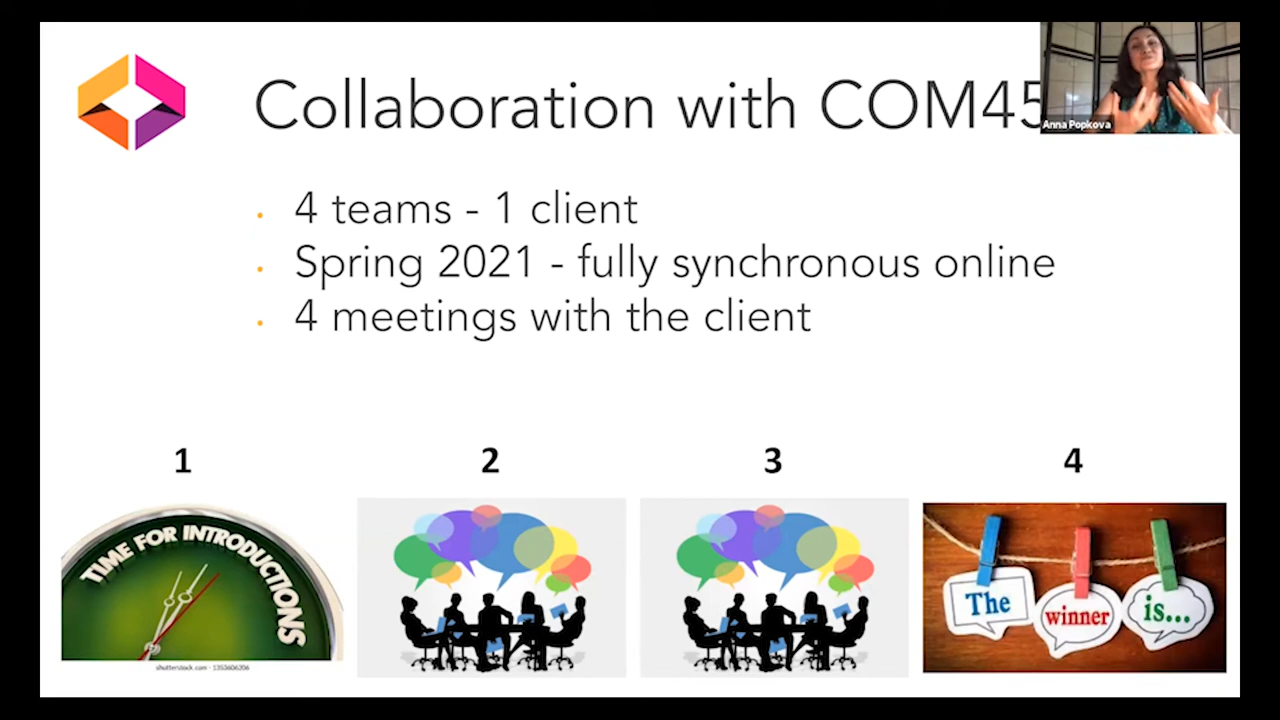 Collaboration with COM45
Anna Popkova
4 teams - 1 client
Spring 2021 - fully synchronous online
4 meetings with the client
1
2
3
4
TIME FOR INTRODUCTIONS
The
winner
is...
shutterstock.com · 1353606206